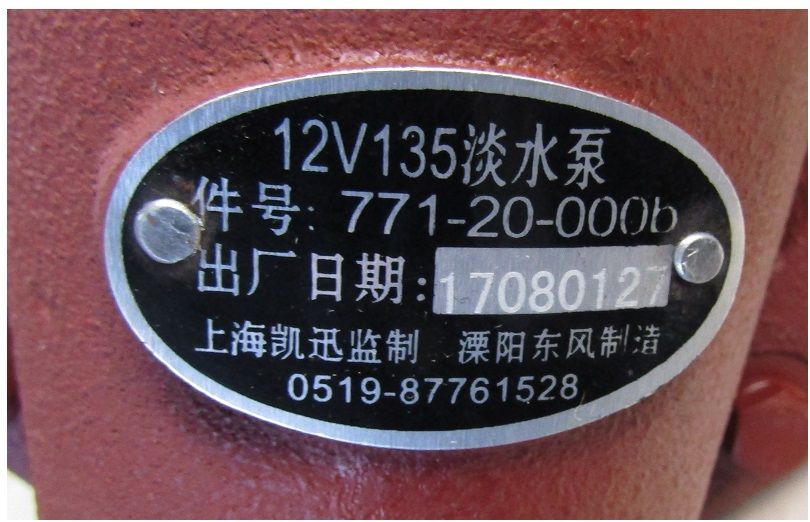 12V135淡水泵
件号: 771-20-000b
出厂日期:17080127
上海凯迅监制 溧阳东风制造
0519-87761528